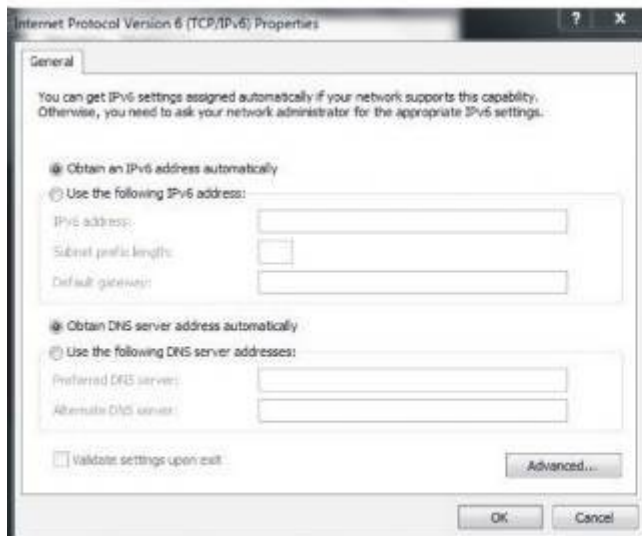 Internet Protocol Version 6 (TCP/IPv6) Properties
? X
General
You can get IPv6 settings assigned automatically if your network supports this capability.
Otherwise, you need to ask your network administrator for the appropriate IPv6 settings.
Obtain an IPv6 address automatically
Use the following IPv6 address:
IPv6 address:
Subnet prefix length:
Default gateway:
Obtain DNS server address automatically
Use the following DNS server addresses:
Preferred DNS server:
Alternate DNS server:
Validate settings upon exit
Advanced...
OK Cancel